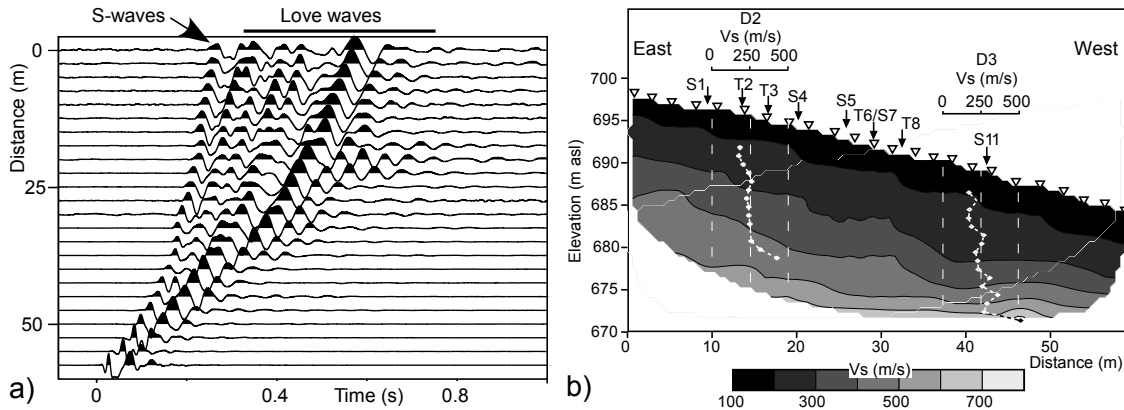 S-waves
Love waves
0
25
50
Distance (m)
0
0.4
Time (s)
0.8
a)
East
West
D2
Vs (m/s)
0 250 500
D3
Vs (m/s)
0 250 500
S1 T2 T3 S4 S5 T6/S7 T8 S11
700
695
690
685
680
675
670
Elevation (m asl)
0 10 20 30 40 50
Distance (m)
Vs (m/s)
100 300 500 700
b)